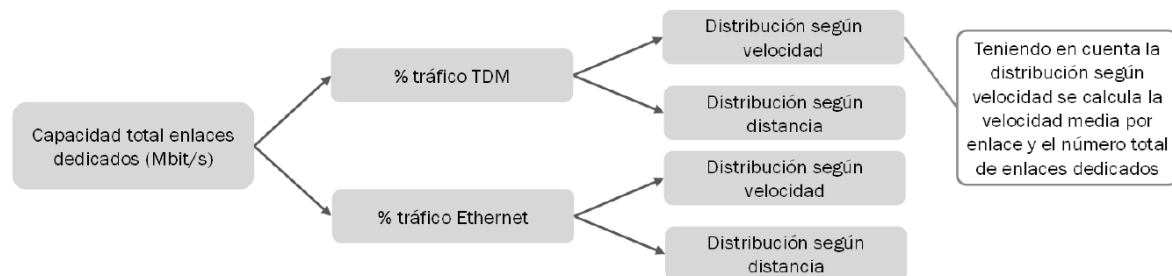 Capacidad total enlaces
dedicados (Mbit/s)
% tráfico TDM
% tráfico Ethernet
Distribución según
velocidad
Distribución según
distancia
Distribución según
velocidad
Distribución según
distancia
Teniendo en cuenta la
distribución según
velocidad se calcula la
velocidad media por
enlace y el número total
de enlaces dedicados